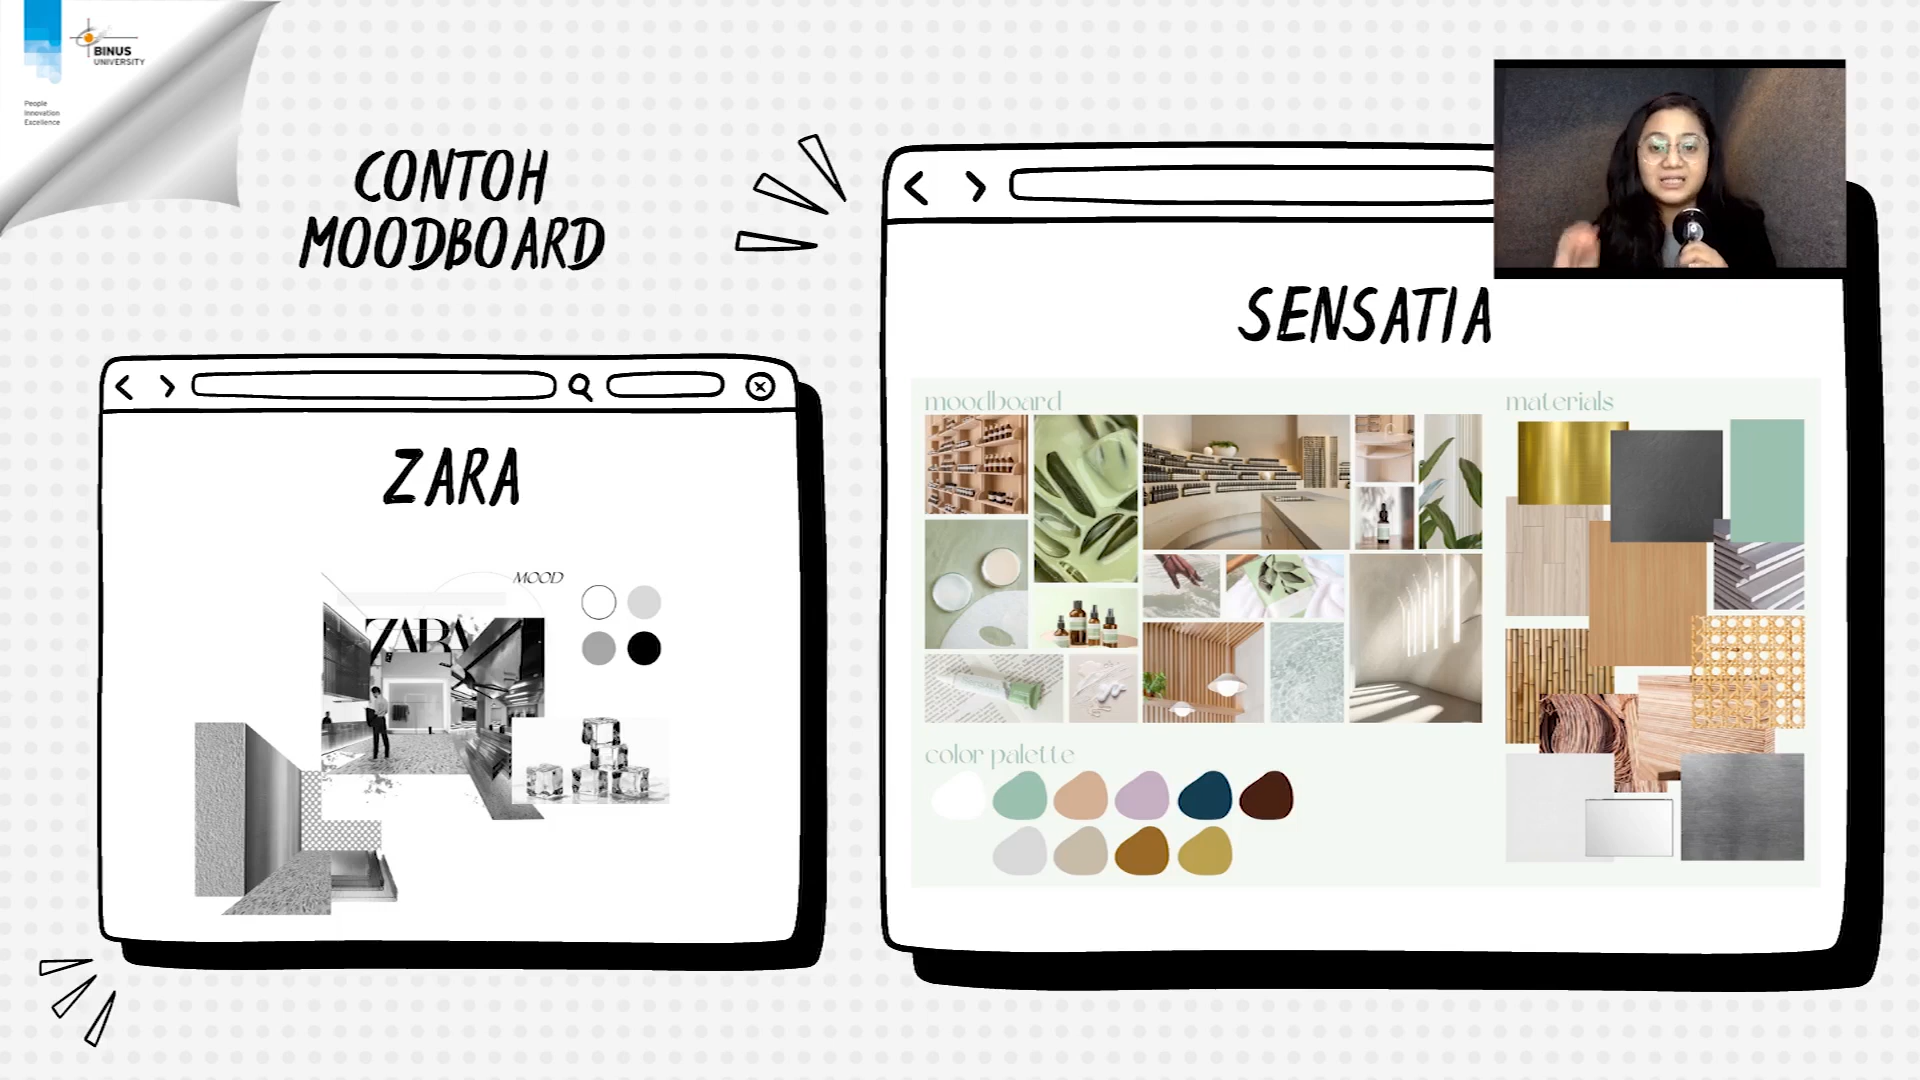 BINUS
UNIVERSITY
People
Innovation
Excellence
CONTOH
MOODBOARD
ZARA
MOOD
ZARA
SENSATIA
moodboard
materials
color palette